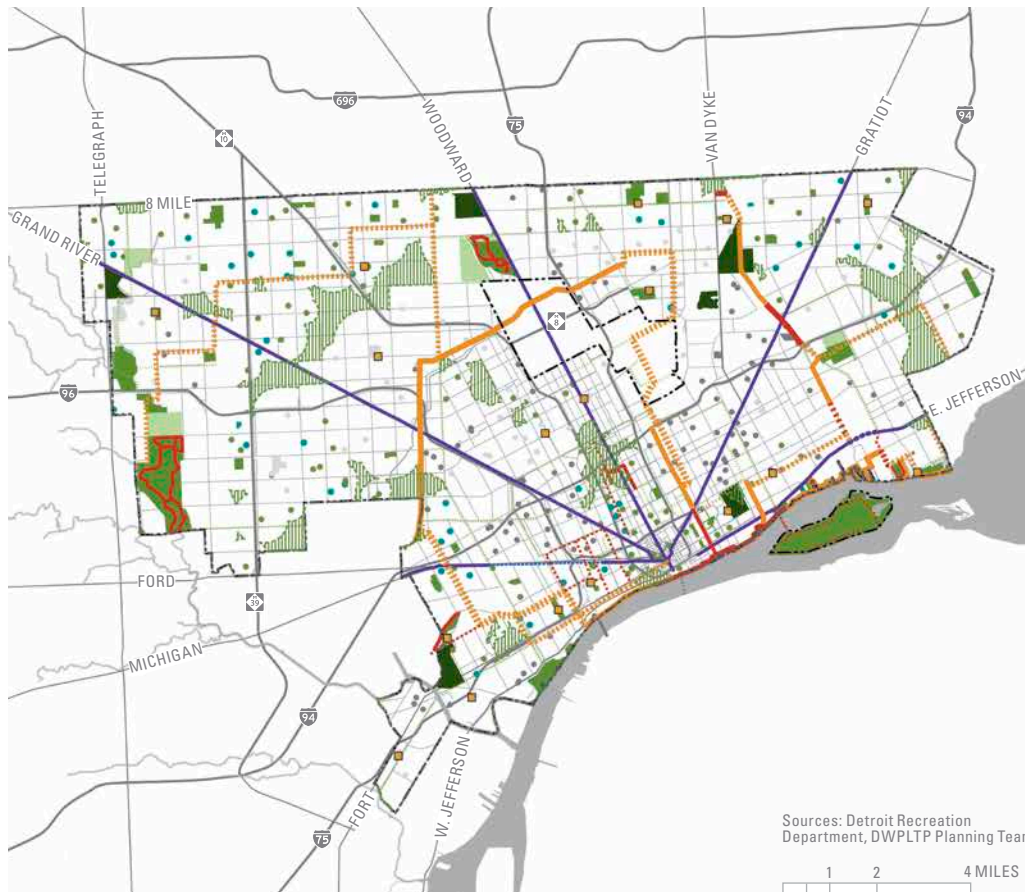 696
WOODWARD
75
VAN DYKE
GRATIOT
94
TELEGRAPH
10
8 MILE
GRAND RIVER
8
96
E. JEFFERSON
FORD
39
MICHIGAN
94
FORT
W. JEFFERSON
75
Sources: Detroit Recreation
Department, DWPLTP Planning Team
1 2 4 MILES